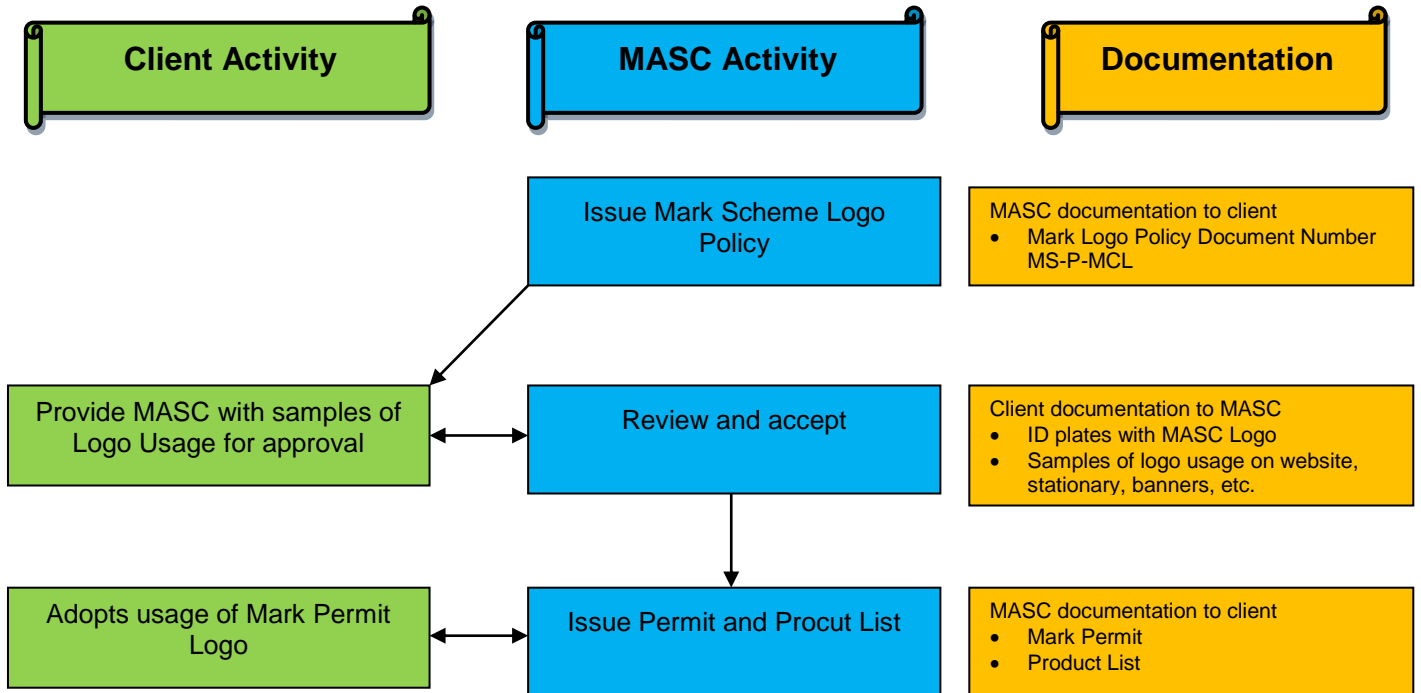 Client Activity
MASC Activity
Documentation
Issue Mark Scheme Logo
Policy
MASC documentation to client
• Mark Logo Policy Document Number
MS-P-MCL
Provide MASC with samples of
Logo Usage for approval
Review and accept
Client documentation to MASC
• ID plates with MASC Logo
• Samples of logo usage on website,
stationary, banners, etc.
Adopts usage of Mark Permit
Logo
Issue Permit and Procut List
MASC documentation to client
• Mark Permit
• Product List